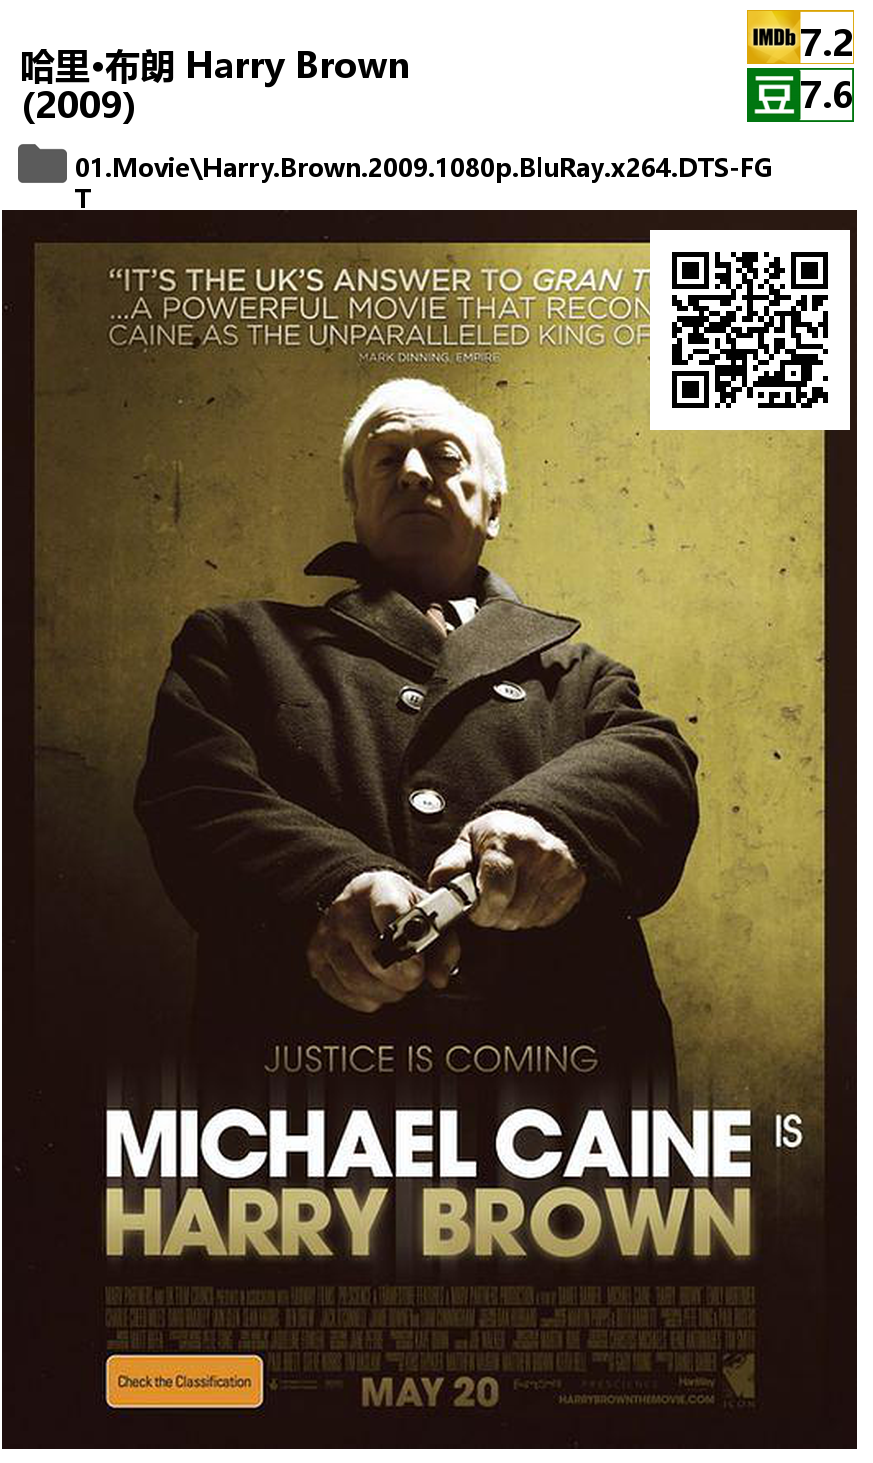 哈里•布朗 Harry Brown
(2009)
IMDb 7.2
豆 7.6
01.Movie\Harry.Brown.2009.1080p.BluRay.x264.DTS-FG
T
“IT’S THE UK’S ANSWER TO GRAN T
...A POWERFUL MOVIE THAT RECON
CAINE AS THE UNPARALLELED KING OF
MARK DINNING, EMPIRE
JUSTICE IS COMING
MICHAEL CAINE IS
HARRY BROWN
Check the Classification
MAY 20
HanWay
HARRYBROWNTHEMOVIE.COM
ICON